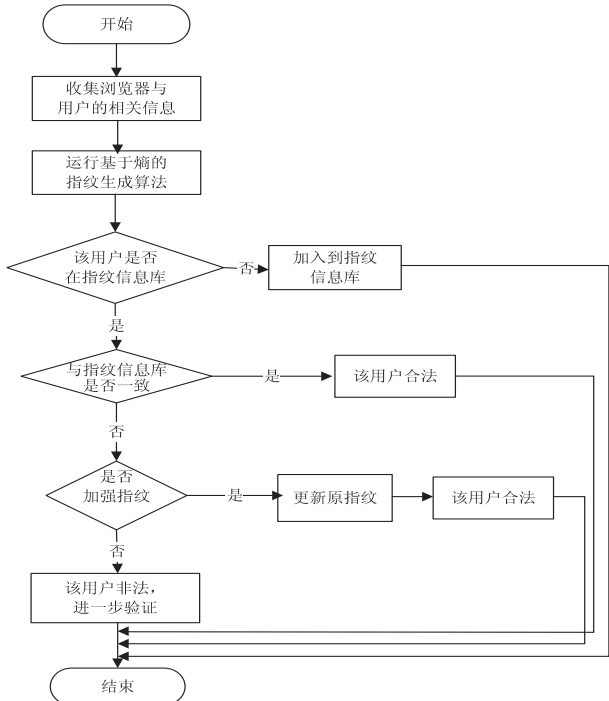 开始
收集浏览器与
用户的相关信息
运行基于熵的
指纹生成算法
该用户是否
在指纹信息库
否
加入到指纹
信息库
是
与指纹信息库
是否一致
是
该用户合法
否
是否
加强指纹
是
更新原指纹
该用户合法
否
该用户非法，
进一步验证
结束